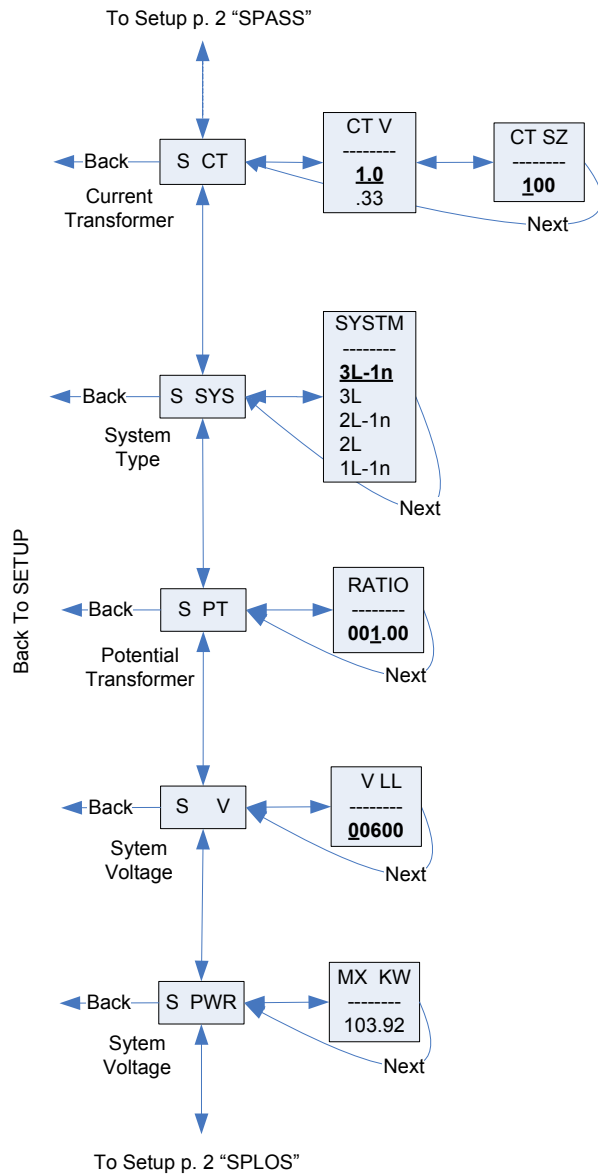 To Setup p. 2 “SPASS”
Back
S CT
Current
Transformer
CT V
--------
1.0
.33
CT SZ
--------
100
Next
Back
S SYS
System
Type
SYSTM
--------
3L-1n
3L
2L-1n
2L
1L-1n
Next
Back To SETUP
Back
S PT
Potential
Transformer
RATIO
--------
001.00
Next
Back
S V
Sytem
Voltage
V LL
--------
00600
Next
Back
S PWR
Sytem
Voltage
MX KW
--------
103.92
Next
To Setup p. 2 “SPLOS”